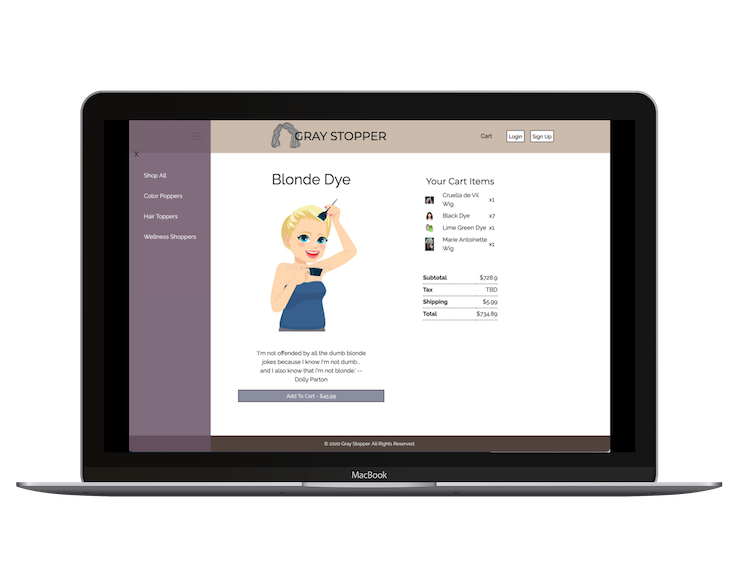 GRAY STOPPER
Cart
Login
Sign Up
X
Shop All
Color Poppers
Hair Toppers
Wellness Shoppers
Blonde Dye
'I'm not offended by all the dumb blonde
jokes because I know I'm not dumb...
and I also know that I'm not blonde.' --
Dolly Parton
Add To Cart - $45.99
Your Cart Items
Cruella de Vil
Wig
x1
Black Dye x7
Lime Green Dye x1
Marie Antoinette
Wig
x1
Subtotal $728.9
Tax TBD
Shipping $5.99
Total $734.89
© 2020 Gray Stopper. All Rights Reserved.
MacBook